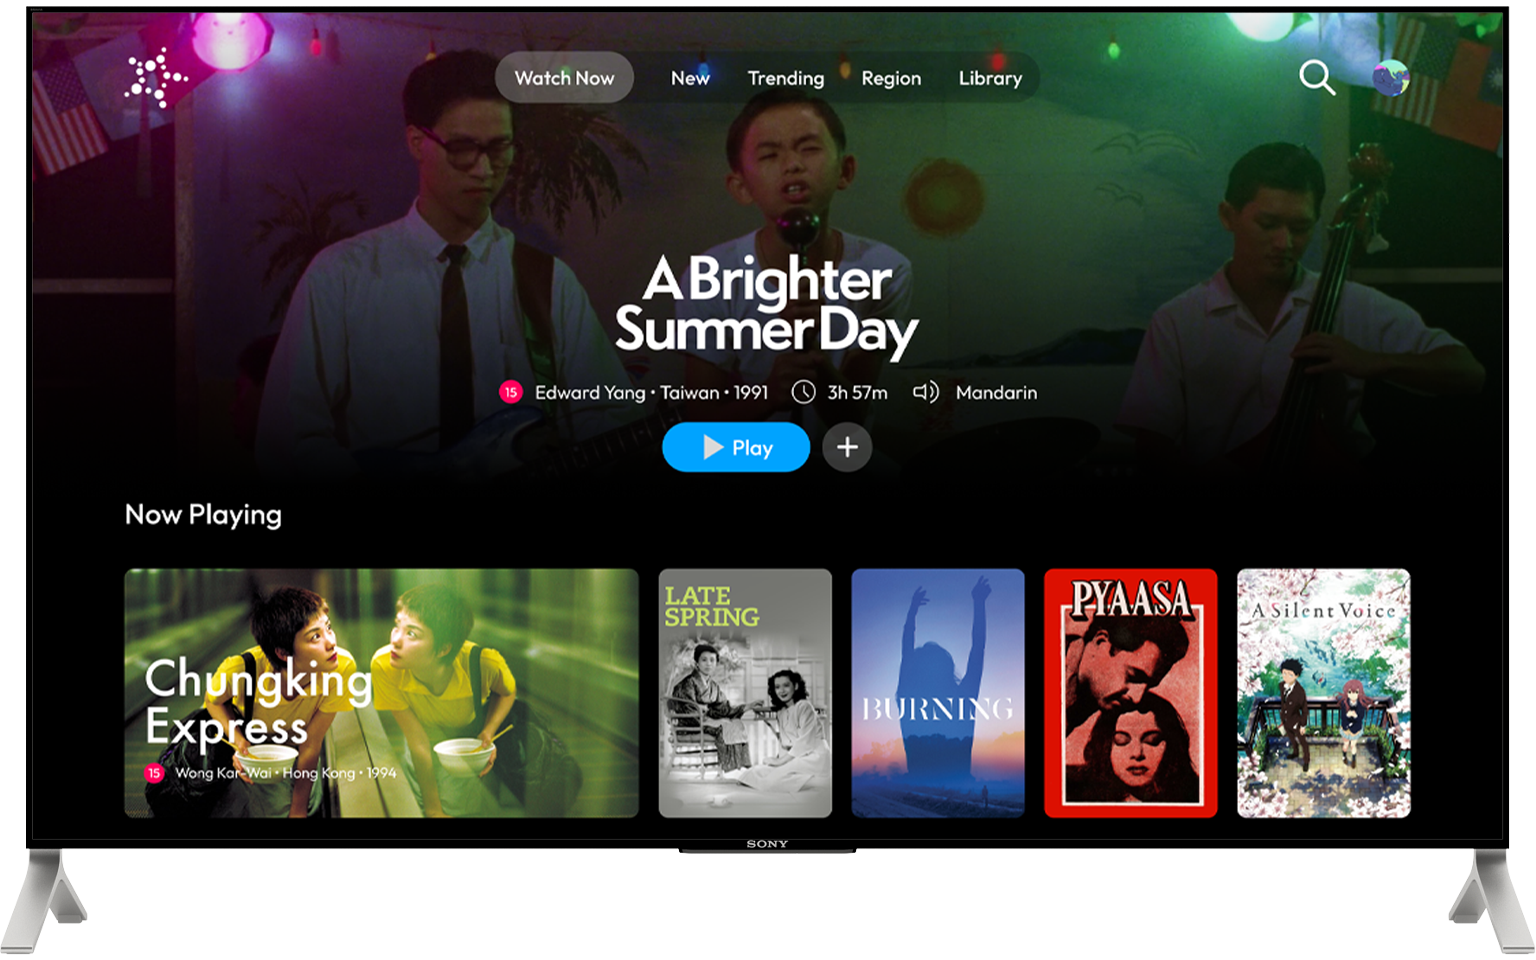 Watch Now
New
Trending
Region
Library
A Brighter
Summer Day
15 Edward Yang • Taiwan • 1991 3h 57m Mandarin
Play
Now Playing
Chungking
Express
15 Wong Kar-Wai • Hong Kong • 1994
LATE
SPRING
BURNING
PYAASA
A Silent Voice
SONY